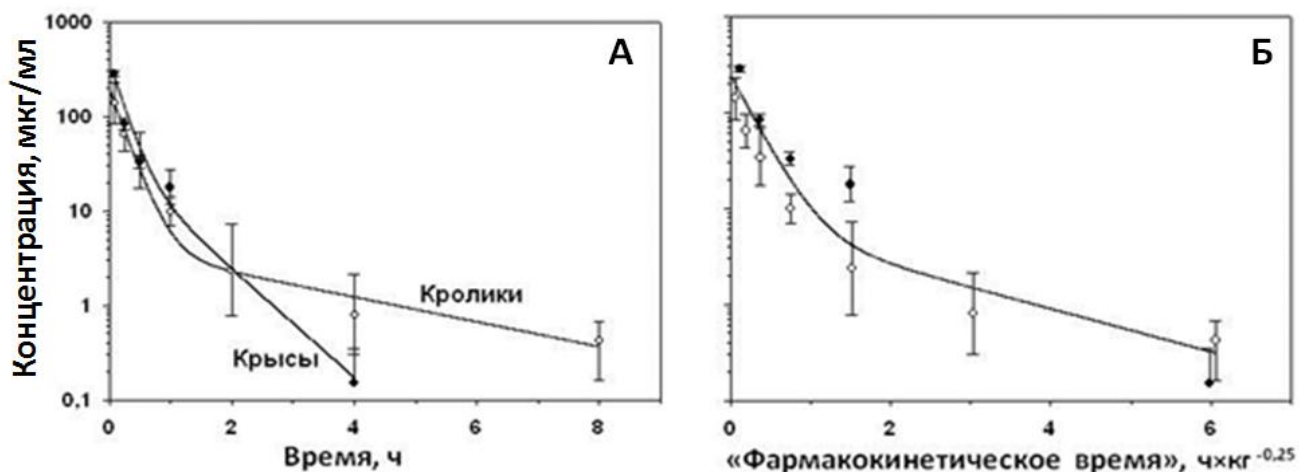 Концентрация, мкг/мл
1000
100
10
1
0,1
А
Кролики
Крысы
0
2
4
6
8
Время, ч
Б
0
2
4
6
«Фармакокинетическое время», ч×кг -0,25